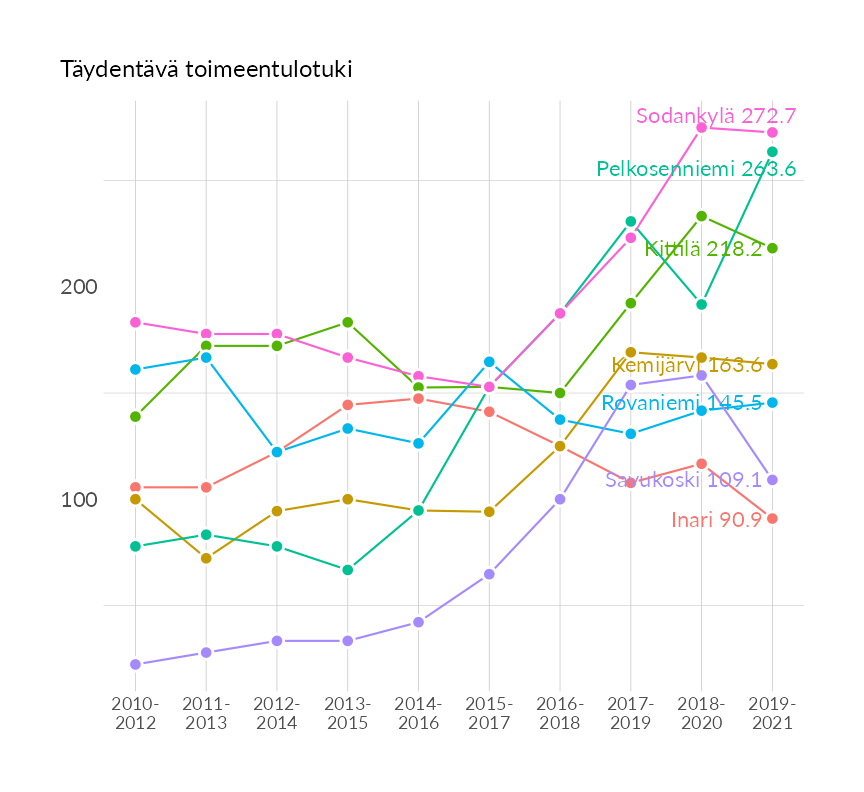 Täydentävä toimeentulotuki
Sodankylä 272.7
Pelkosenniemi 263.6
Kittilä 218.2
200
Kemijärvi 163.6
Rovaniemi 145.5
Savukoski 109.1
100
Inari 90.9
2010- 2011- 2012- 2013- 2014- 2015- 2016- 2017- 2018- 2019-
2012 2013 2014 2015 2016 2017 2018 2019 2020 2021